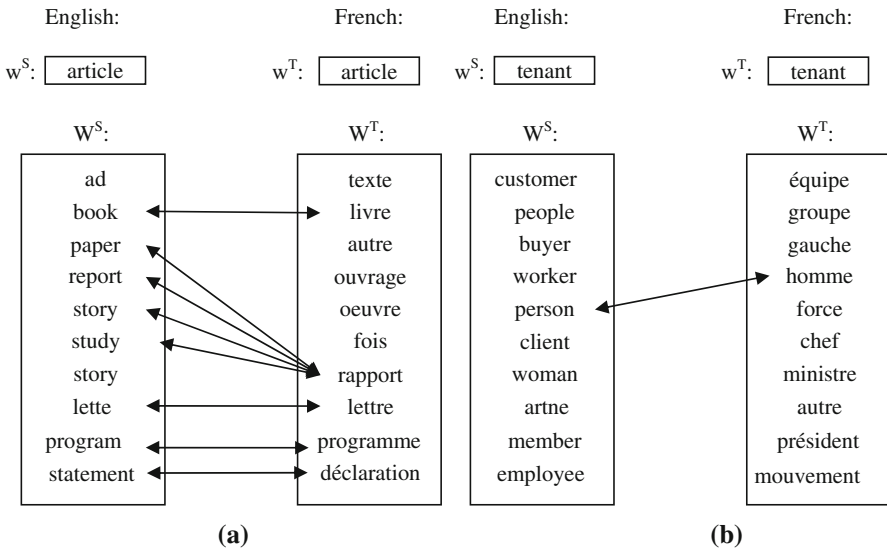 English:
French:
English:
French:
wS: article
wT: article
wS: tenant
wT: tenant
WS:
WT:
WS:
WT:
ad
book
paper
report
story
study
story
lette
program
statement
texte
livre
autre
ouvrage
oeuvre
fois
rapport
lettre
programme
déclaration
customer
people
buyer
worker
person
client
woman
artne
member
employee
équipe
groupe
gauche
homme
force
chef
ministre
autre
président
mouvement
(a)
(b)